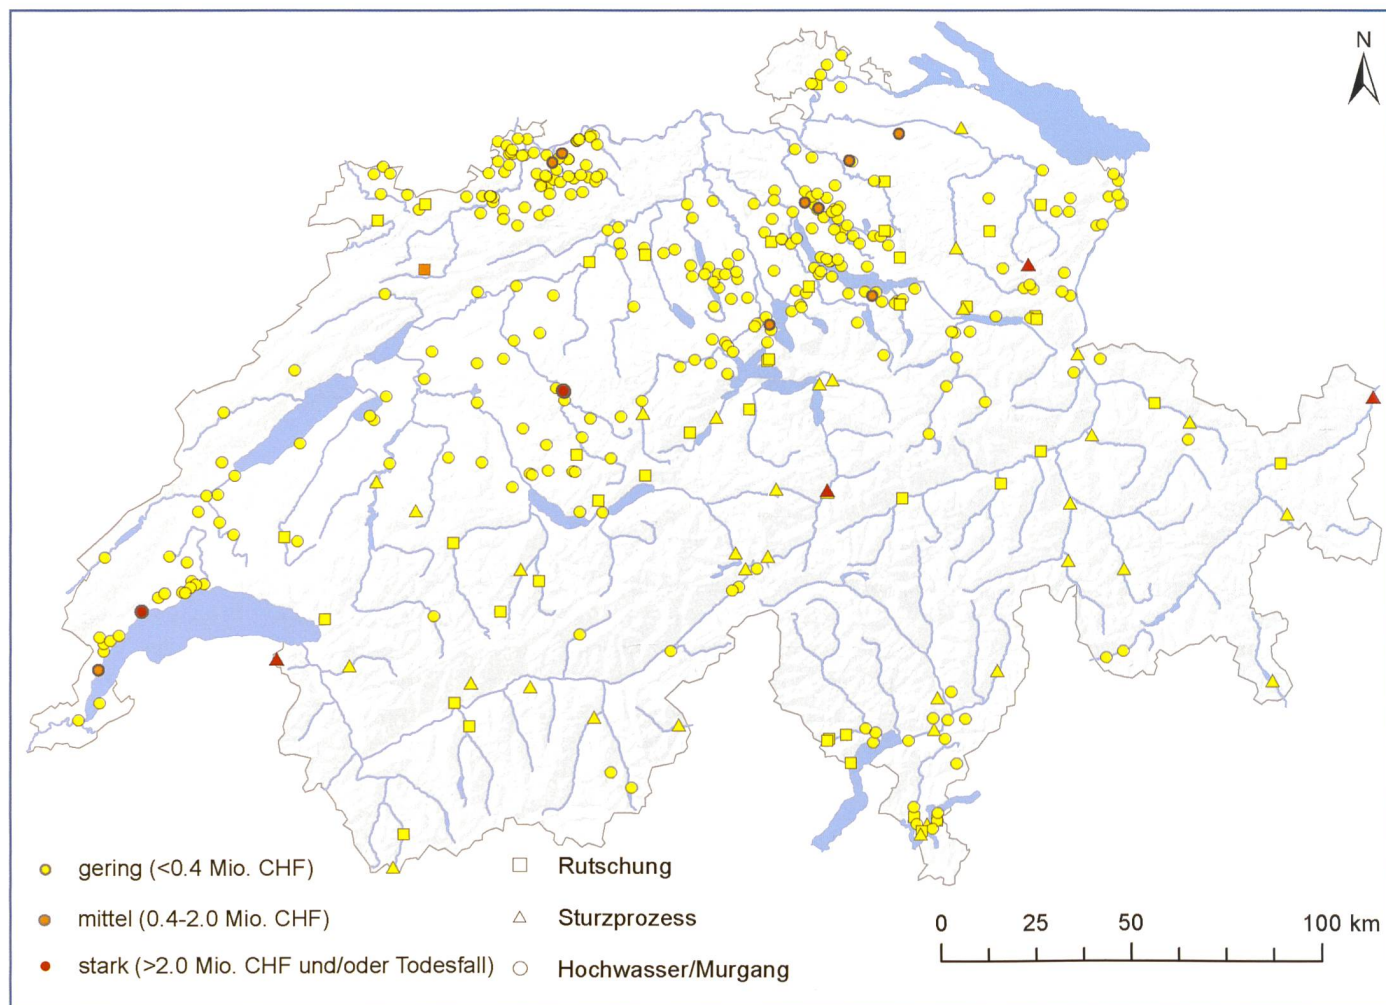 N
gering (<0.4 Mio. CHF)
mittel (0.4-2.0 Mio. CHF)
stark (>2.0 Mio. CHF und/oder Todesfall)
Rutschung
Sturzprozess
Hochwasser/Murgang
0 25 50 100 km